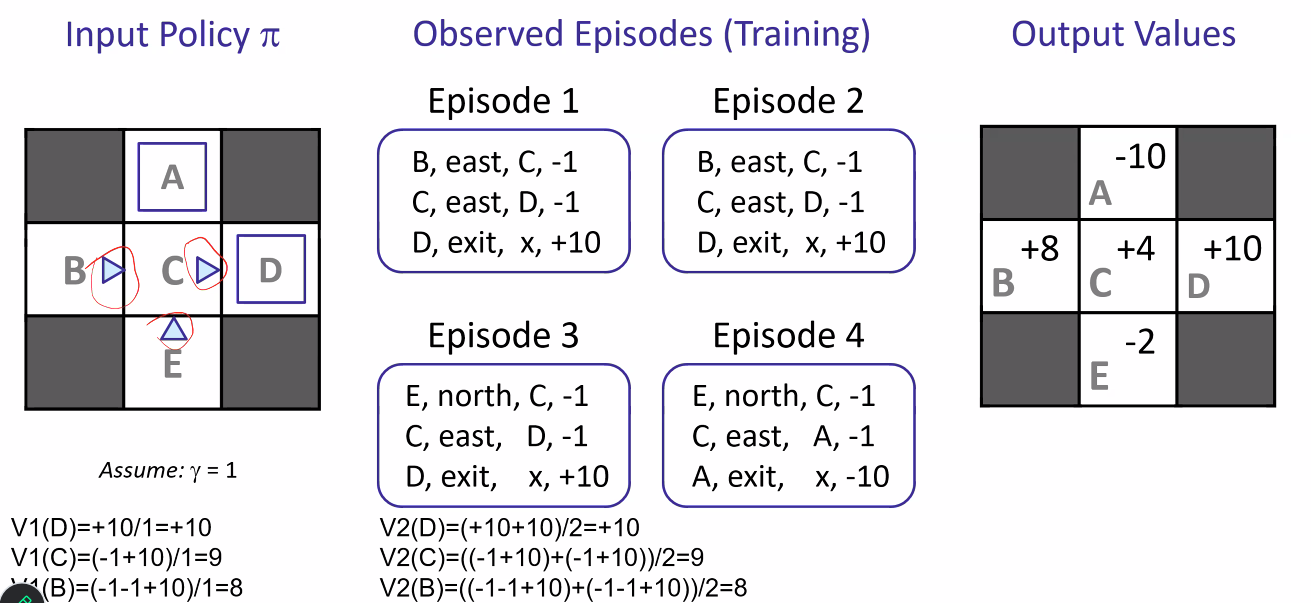 Input Policy π
Observed Episodes (Training)
Output Values
A
B
C
D
E
Assume: γ = 1
Episode 1
B, east, C, -1
C, east, D, -1
D, exit, x, +10
Episode 2
B, east, C, -1
C, east, D, -1
D, exit, x, +10
Episode 3
E, north, C, -1
C, east, D, -1
D, exit, x, +10
Episode 4
E, north, C, -1
C, east, A, -1
A, exit, x, -10
-10
A
+8
B
+4
C
+10
D
-2
E
V1(D)=+10/1=+10
V1(C)=(-1+10)/1=9
V1(B)=(-1-1+10)/1=8
V2(D)=(+10+10)/2=+10
V2(C)=((-1+10)+(-1+10))/2=9
V2(B)=((-1-1+10)+(-1-1+10))/2=8